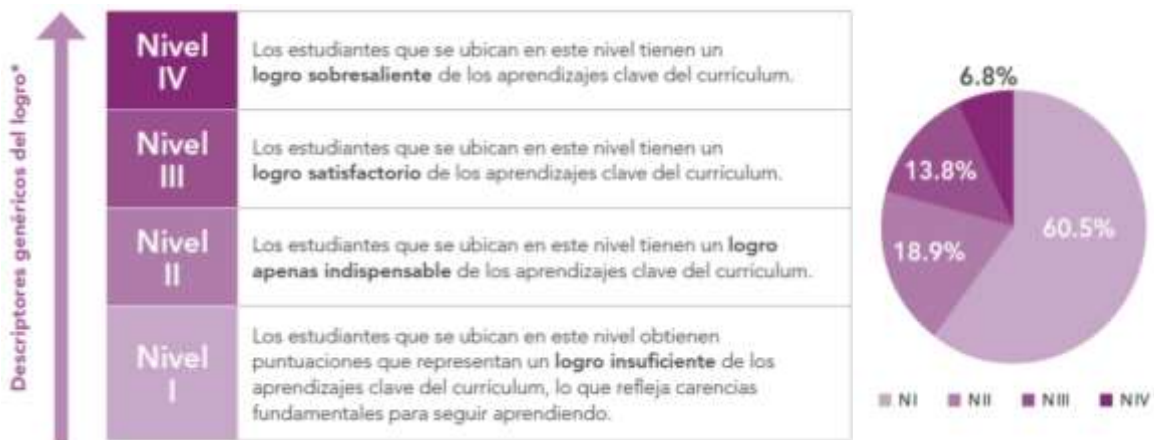 Descriptores genéricos del logro*
Nivel
IV
Los estudiantes que se ubican en este nivel tienen un
logro sobresaliente de los aprendizajes clave del currículum.
Nivel
III
Los estudiantes que se ubican en este nivel tienen un
logro satisfactorio de los aprendizajes clave del currículum.
Nivel
II
Los estudiantes que se ubican en este nivel tienen un logro
apenas indispensable de los aprendizajes clave del currículum.
Nivel
I
Los estudiantes que se ubican en este nivel obtienen
puntuaciones que representan un logro insuficiente de los
aprendizajes clave del currículum, lo que refleja carencias
fundamentales para seguir aprendiendo.
6.8%
13.8%
60.5%
18.9%
NI NII NIII NIV